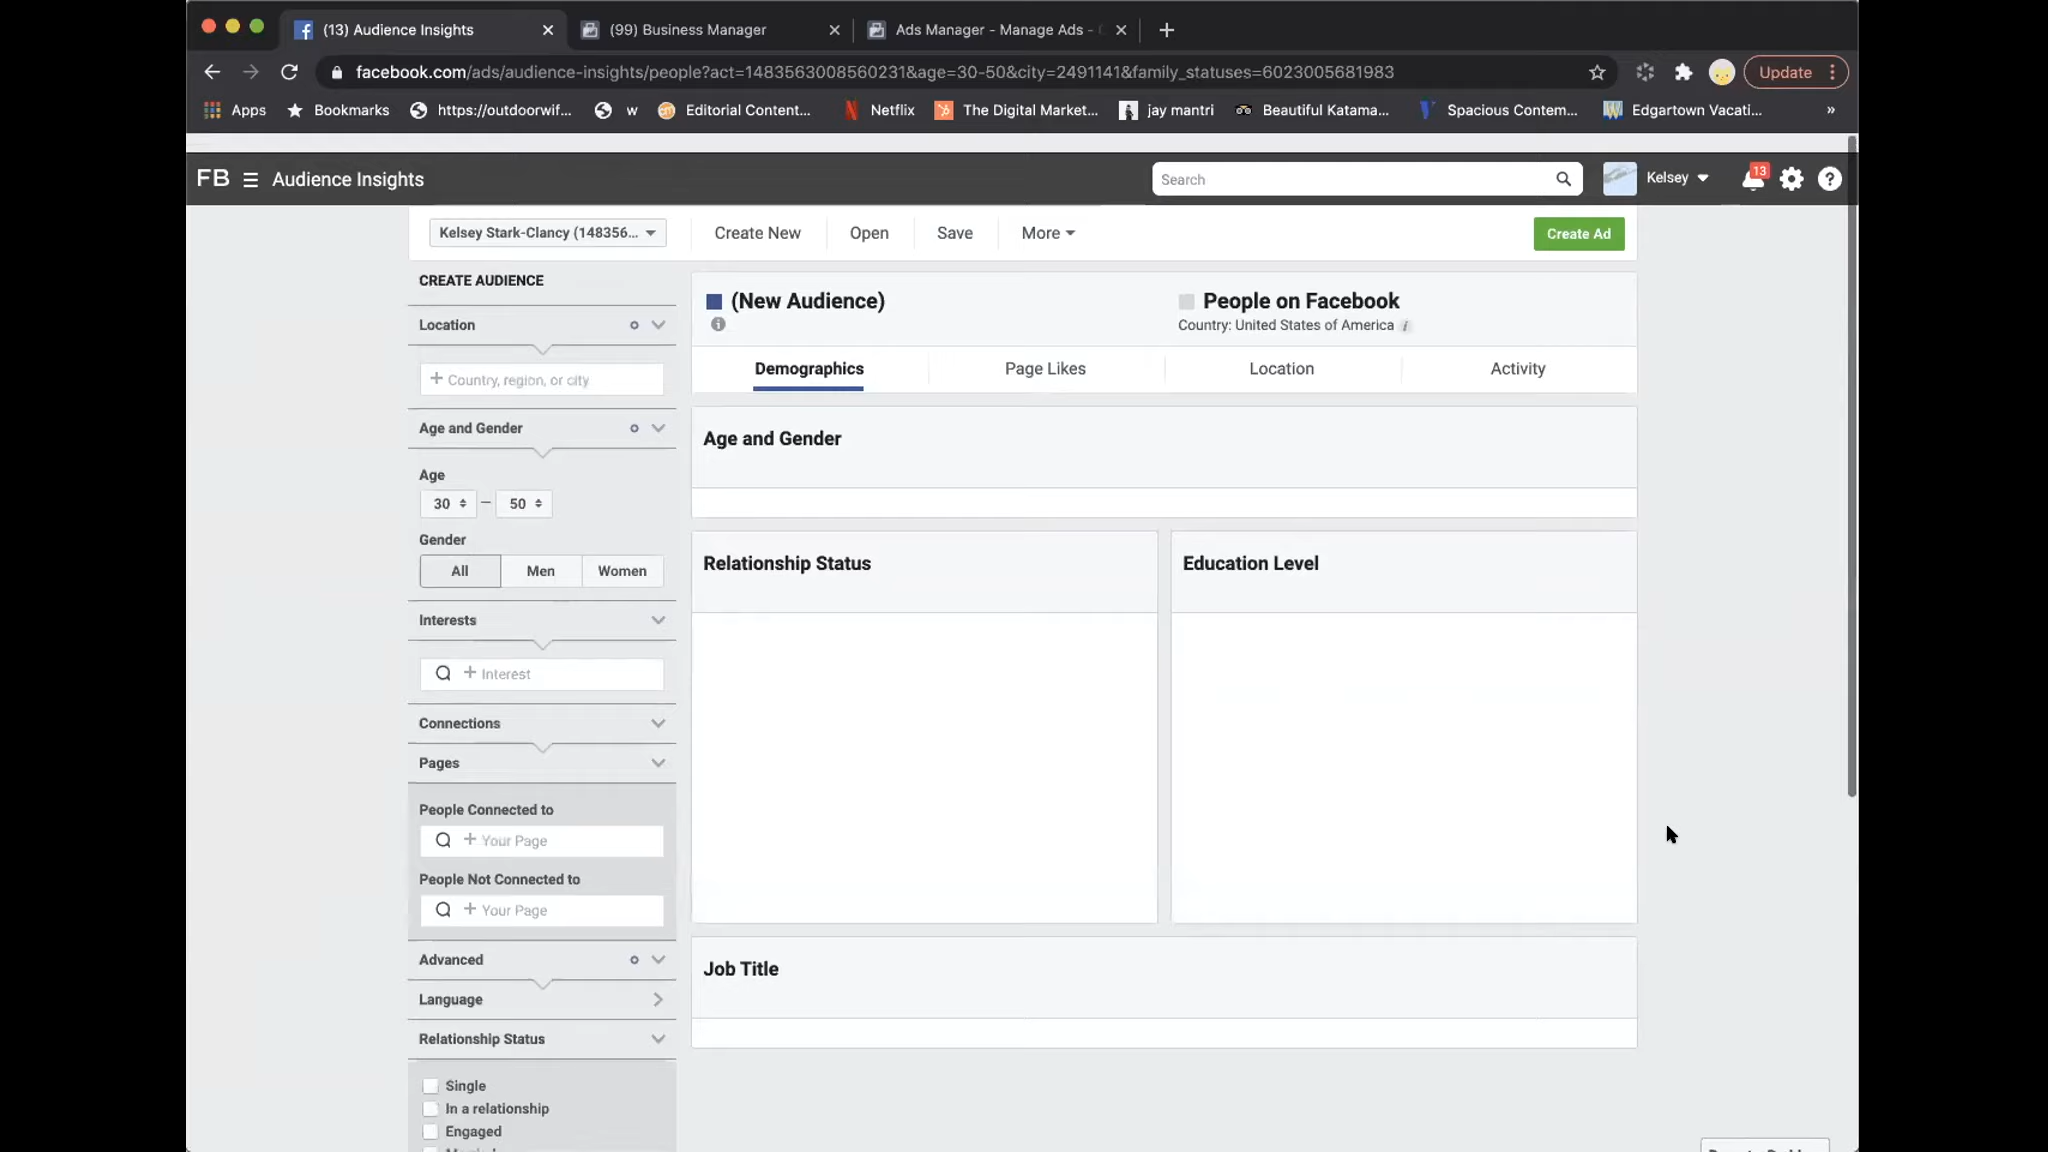 (13) Audience Insights
(99) Business Manager
Ads Manager - Manage Ads -
facebook.com/ads/audience-insights/people?act=1483563008560231&age=30-50&city=2491141&family_statuses=6023005681983
Update
Apps
Bookmarks
https://outdoorwif...
w
Editorial Content...
Netflix
The Digital Market...
jay mantri
Beautiful Katama...
Spacious Contem...
Edgartown Vacati...
»
FB
Audience Insights
Search
Kelsey
13
Kelsey Stark-Clancy (148356...
Create New
Open
Save
More
Create Ad
CREATE AUDIENCE
Location
+ Country, region, or city
Age and Gender
Age
30 – 50
Gender
All
Men
Women
Interests
+ Interest
Connections
Pages
People Connected to
+ Your Page
People Not Connected to
+ Your Page
Advanced
Language
Relationship Status
Single
In a relationship
Engaged
(New Audience)
People on Facebook
Country: United States of America
Demographics
Page Likes
Location
Activity
Age and Gender
Relationship Status
Education Level
Job Title